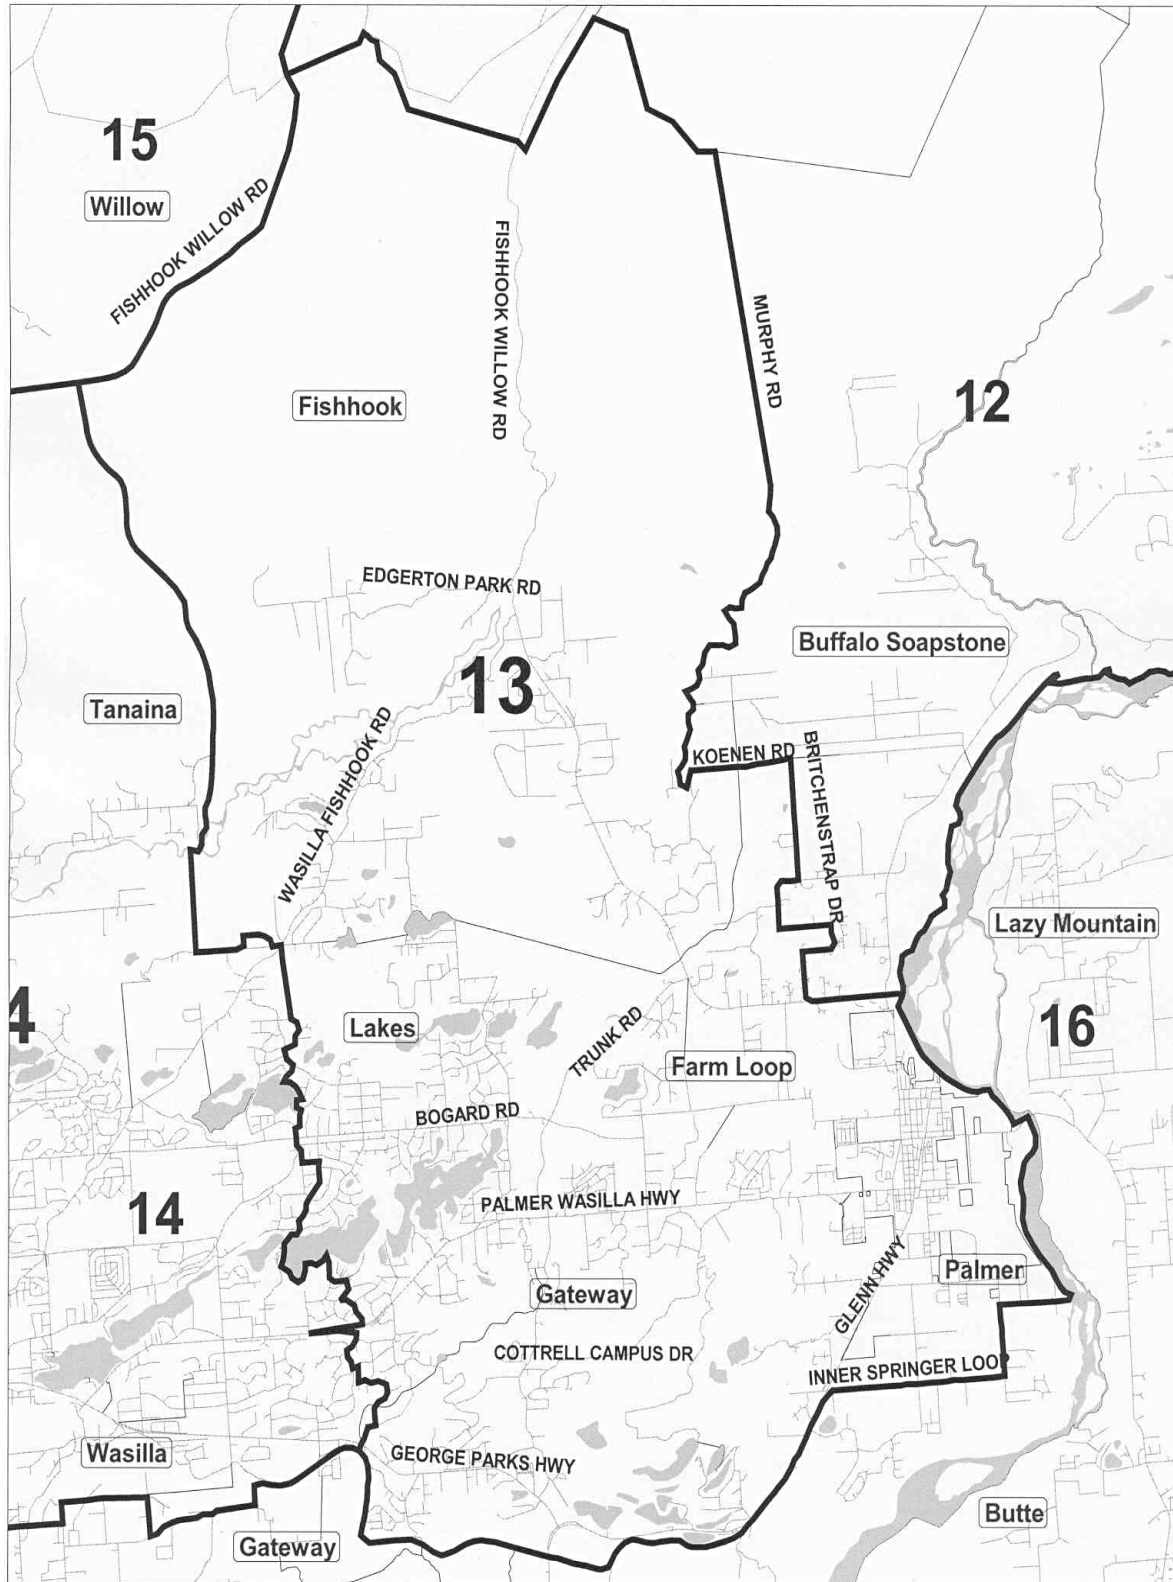 15
Willow
FISHHOOK WILLOW RD
FISHHOOK WILLOW RD
MURPHY RD
Fishhook
12
EDGERTON PARK RD
Buffalo Soapstone
13
Tanaina
WASILLA FISHHOOK RD
KOENEN RD
BRITCHENSTRAP DR
Lazy Mountain
4
Lakes
TRUNK RD
16
Farm Loop
BOGARD RD
14
PALMER WASILLA HWY
GLENN HWY
Palmer
Gateway
COTTRELL CAMPUS DR
INNER SPRINGER LOOP
Wasilla
GEORGE PARKS HWY
Butte
Gateway